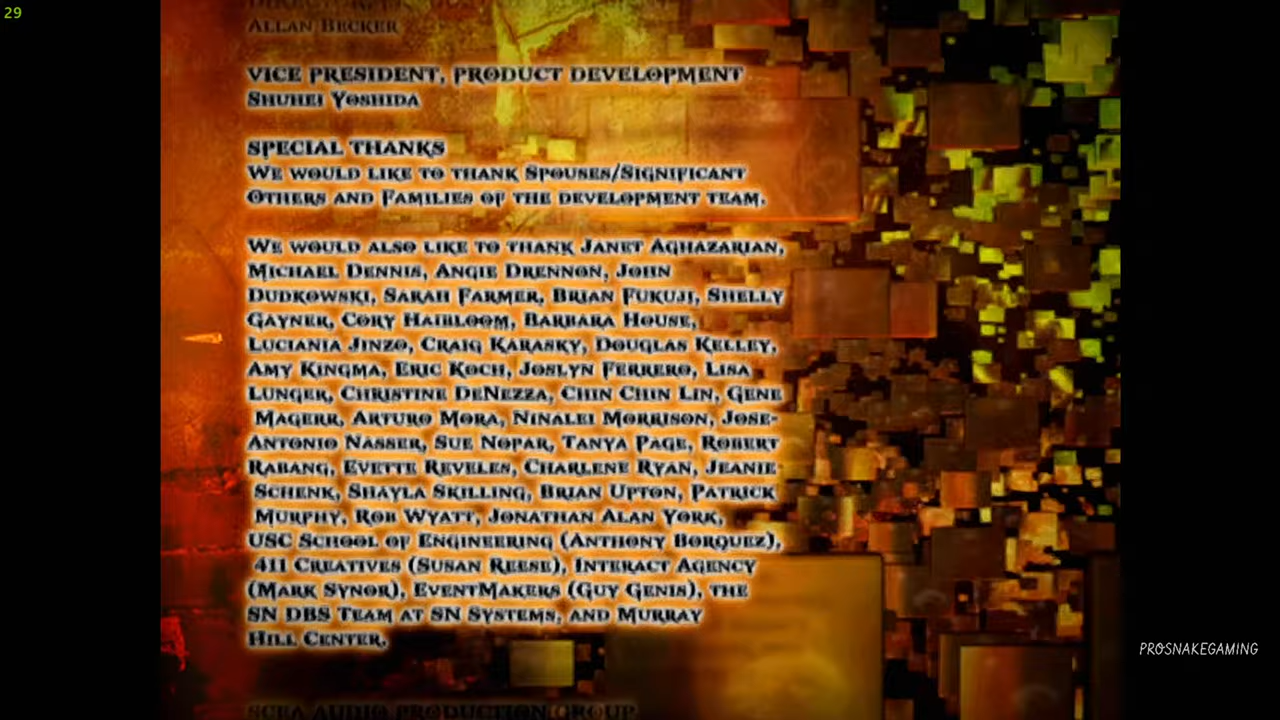 29
ALLAN BECKER
VICE PRESIDENT, PRODUCT DEVELOPMENT
SHUHEI YOSHIDA
SPECIAL THANKS
WE WOULD LIKE TO THANK SPOUSES/SIGNIFICANT
OTHERS AND FAMILIES OF THE DEVELOPMENT TEAM.
WE WOULD ALSO LIKE TO THANK JANET AGHAZARIAN,
MICHAEL DENNIS, ANGIE DRENNON, JOHN
DUDKOWSKI, SARAH FARMER, BRIAN FUKUJI, SHELLY
GAYNER, CORY HAIBLOOM, BARBARA HOUSE,
LUCIANIA JINZO, CRAIG KARASKY, DOUGLAS KELLEY,
AMY KINGMA, ERIC KOCH, JOSLYN FERRERO, LISA
LUNGER, CHRISTINE DENEZZA, CHIN CHIN LIN, GENE
MAGERR, ARTURO MORA, NINALEI MORRISON, JOSE-
ANTONIO NASSER, SUE NOPAR, TANYA PAGE, ROBERT
RABANG, EVETTE REVELES, CHARLENE RYAN, JEANIE
SCHENK, SHAYLA SKILLING, BRIAN UPTON, PATRICK
MURPHY, ROB WYATT, JONATHAN ALAN YORK,
USC SCHOOL OF ENGINEERING (ANTHONY BORQUEZ),
411 CREATIVES (SUSAN REESE), INTERACT AGENCY
(MARK SYNOR), EVENTMAKERS (GUY GENIS), THE
SN DBS TEAM AT SN SYSTEMS, AND MURRAY
HILL CENTER.
SCEA AUDIO PRODUCTION GROUP
PROSNAKEGAMING